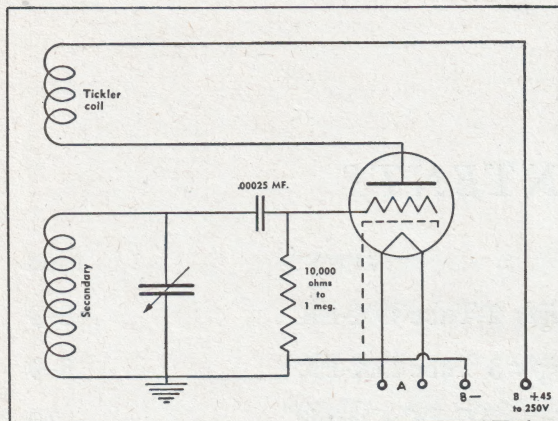 Tickler
coil
.00025 MF.
Secondary
10,000
ohms
to
1 meg.
A
B−
B +45
to 250V